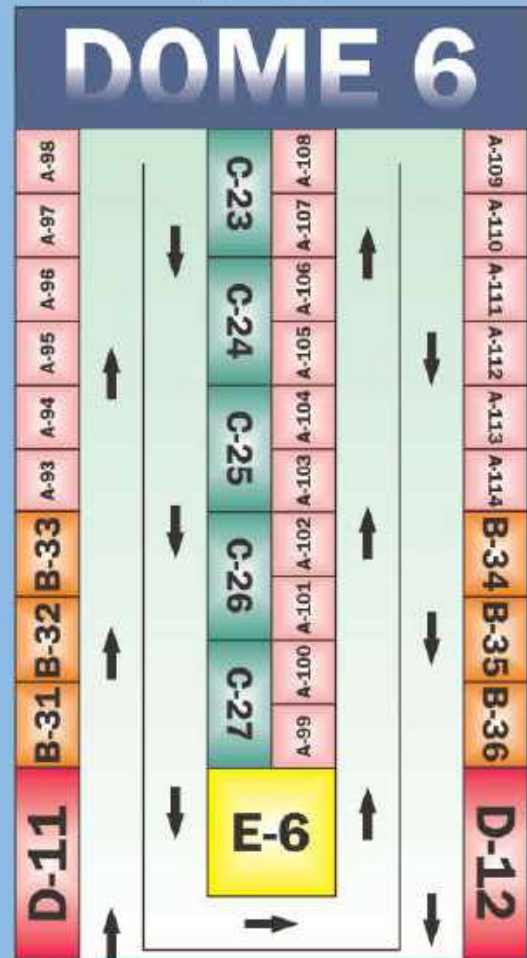 DOME 6
A-98
A-97
A-96
A-95
A-94
A-93
B-33
B-32
B-31
D-11
C-23
C-24
C-25
C-26
C-27
A-108
A-107
A-106
A-105
A-104
A-103
A-102
A-101
A-100
A-99
E-6
A-109
A-110
A-111
A-112
A-113
A-114
B-34
B-35
B-36
D-12